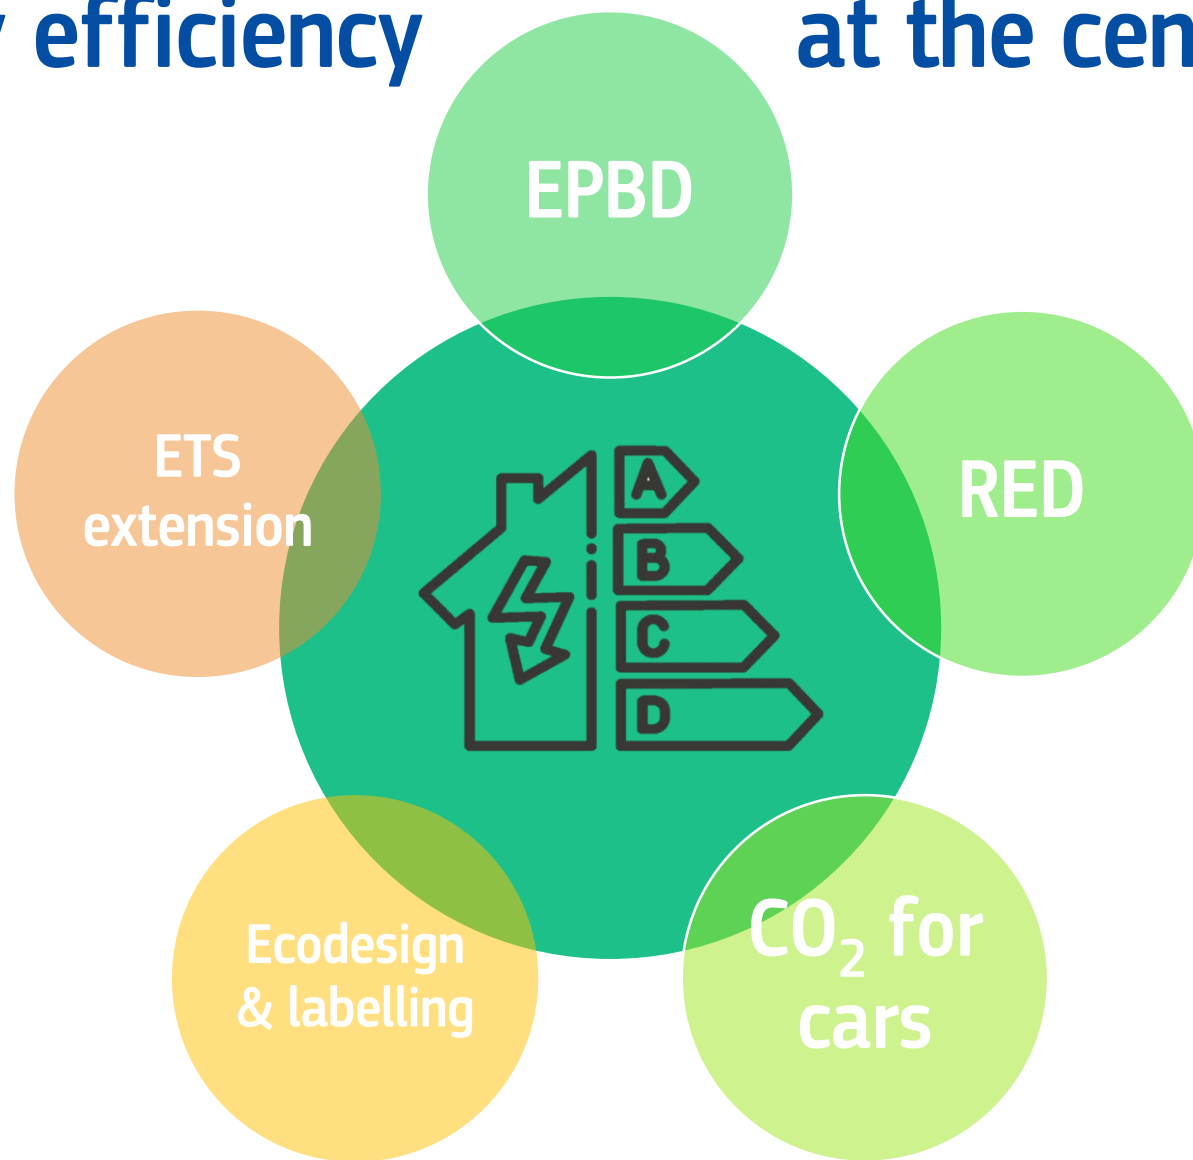 efficiency at the cen
EPBD
ETS
extension
RED
A
B
C
D
Ecodesign
& labelling
CO₂ for
cars